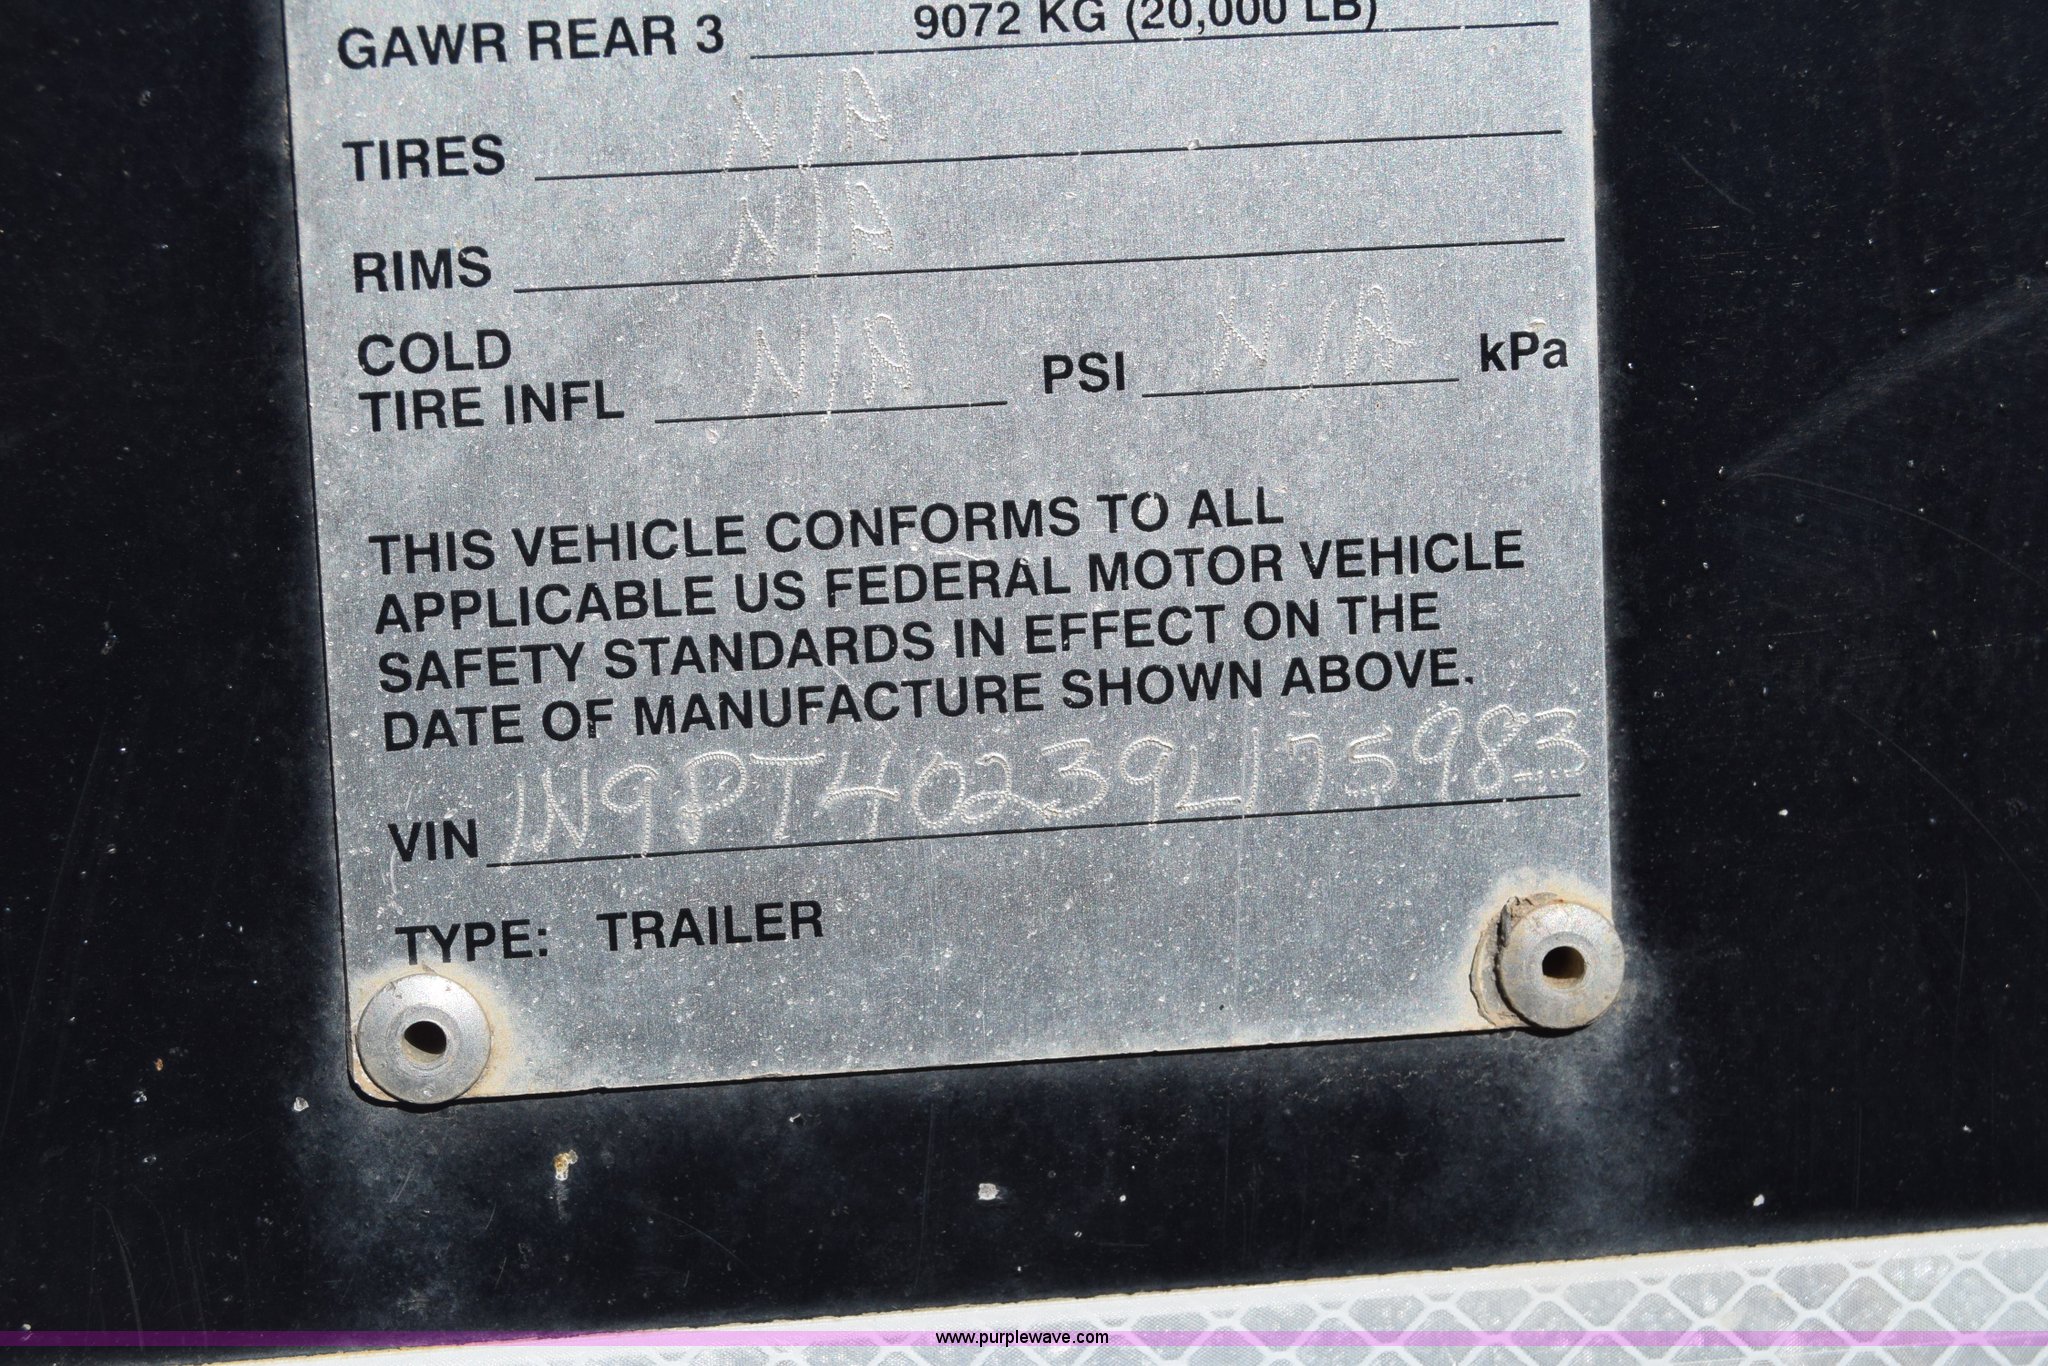 GAWR REAR 3 9072 KG (20,000 LB)
TIRES N/A
RIMS N/A
COLD
TIRE INFL N/A PSI N/A kPa
THIS VEHICLE CONFORMS TO ALL
APPLICABLE US FEDERAL MOTOR VEHICLE
SAFETY STANDARDS IN EFFECT ON THE
DATE OF MANUFACTURE SHOWN ABOVE.
VIN 1N9PT40239L175983
TYPE: TRAILER
www.purplewave.com